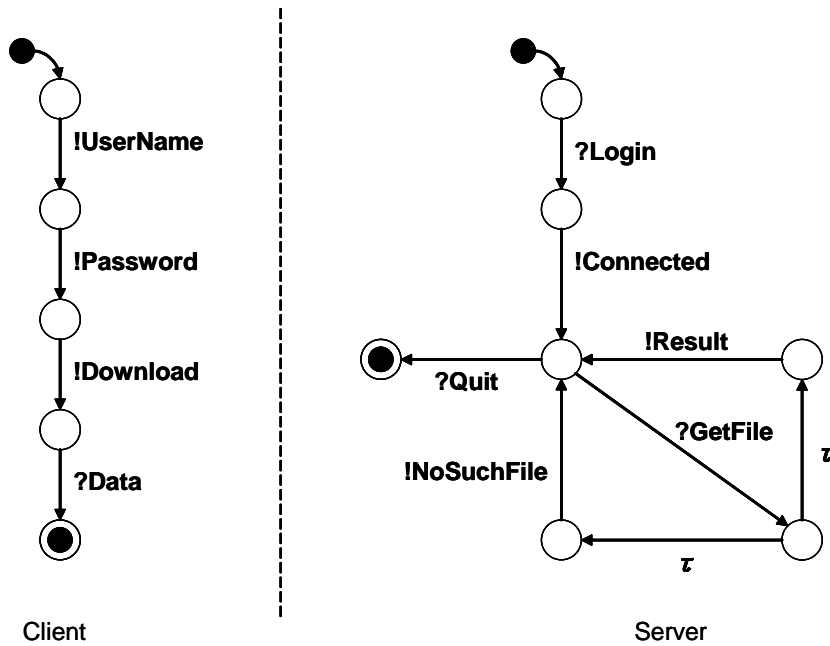 !UserName
!Password
!Download
?Data
Client
?Login
!Connected
!Result
?Quit
?GetFile
τ
!NoSuchFile
τ
Server